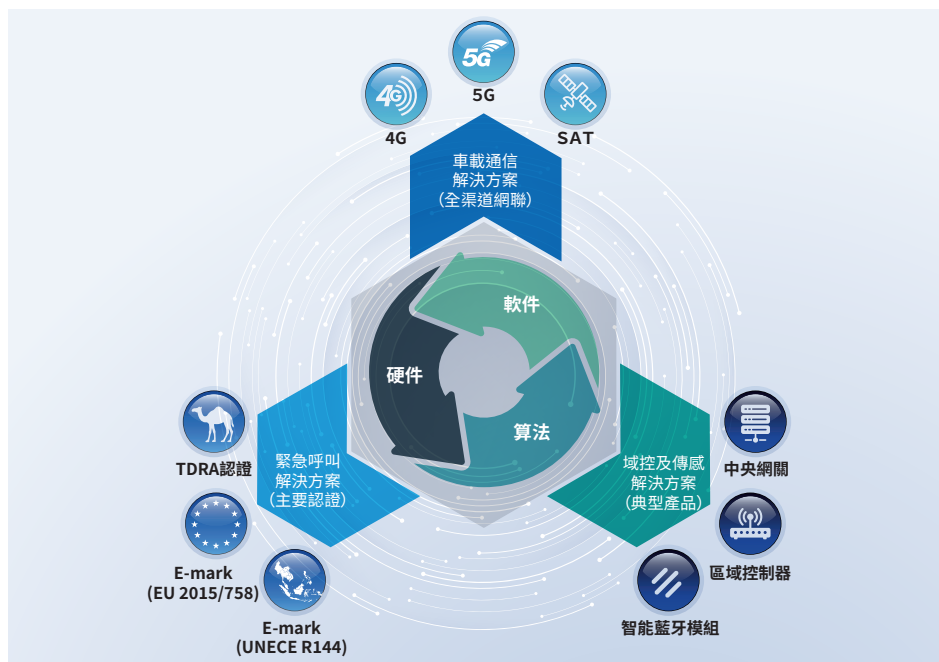 5G
4G
5G
4G
SAT
車載通信
解決方案
(全渠道網聯)
軟件
硬件
算法
TDRA認證
緊急呼叫
解決方案
(主要認證)
域控及傳感
解決方案
(典型產品)
中央網關
E-mark
(EU 2015/758)
區域控制器
E-mark
(UNECE R144)
智能藍牙模組